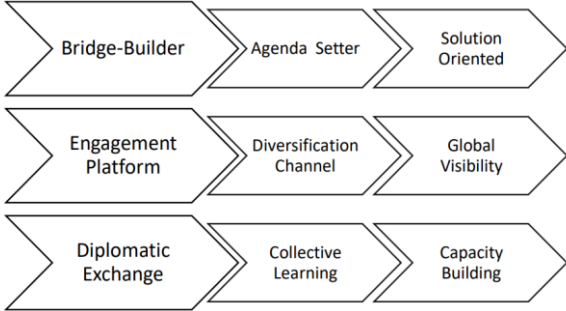 Bridge-Builder
Agenda Setter
Solution
Oriented
Engagement
Platform
Diversification
Channel
Global
Visibility
Diplomatic
Exchange
Collective
Learning
Capacity
Building